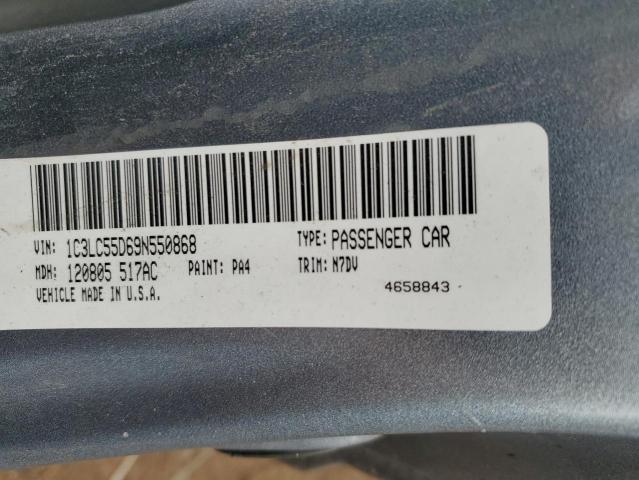 VIN: 1C3LC55D69N550868 TYPE: PASSENGER CAR
MDH: 120805 517AC PAINT: PA4 TRIM: N7DV
VEHICLE MADE IN U.S.A. 4658843